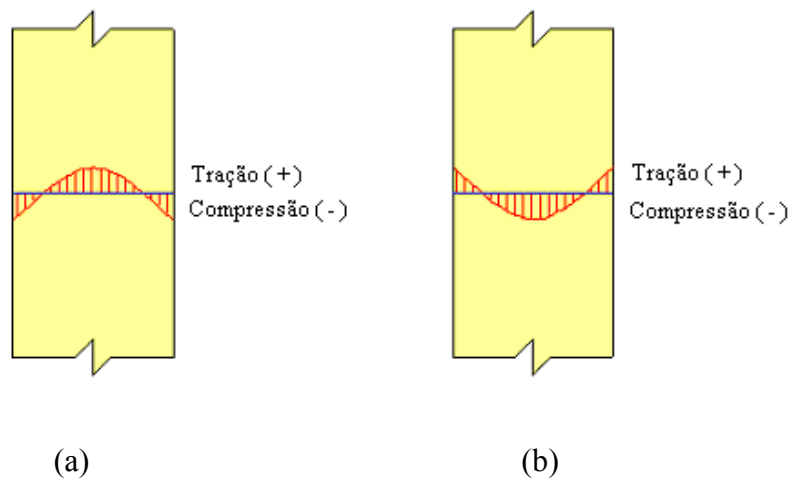 Tração (+)
Compressão (-)
Tração (+)
Compressão (-)
(a)
(b)